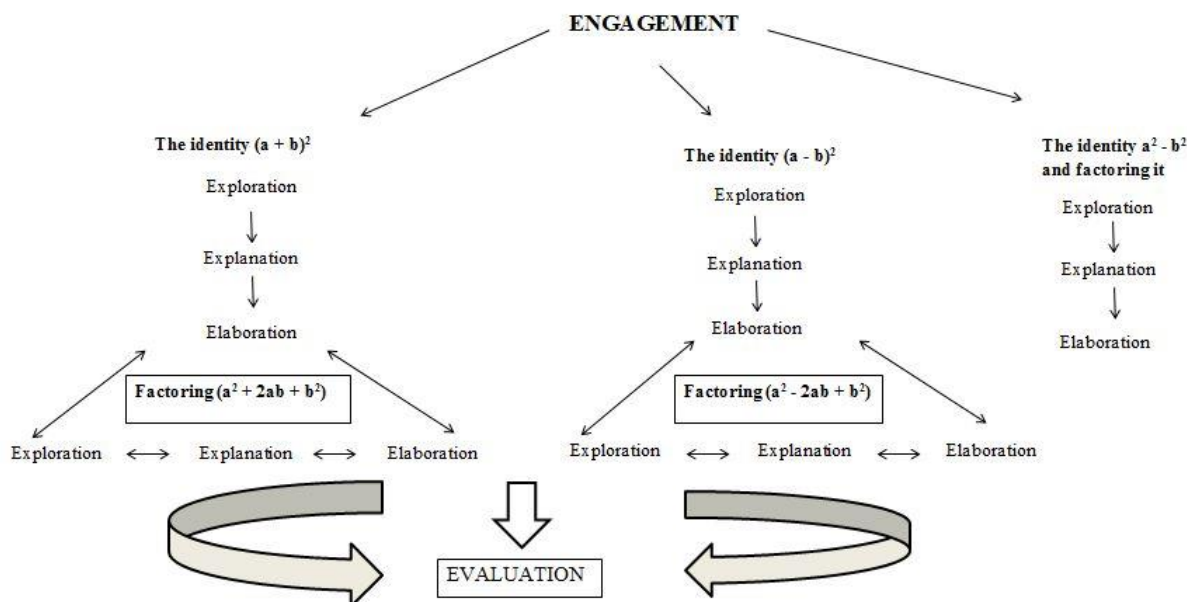 ENGAGEMENT
The identity (a + b)²
Exploration
Explanation
Elaboration
Factoring (a² + 2ab + b²)
Exploration
Explanation
Elaboration
The identity (a - b)²
Exploration
Explanation
Elaboration
Factoring (a² - 2ab + b²)
Exploration
Explanation
Elaboration
The identity a² - b²
and factoring it
Exploration
Explanation
Elaboration
EVALUATION